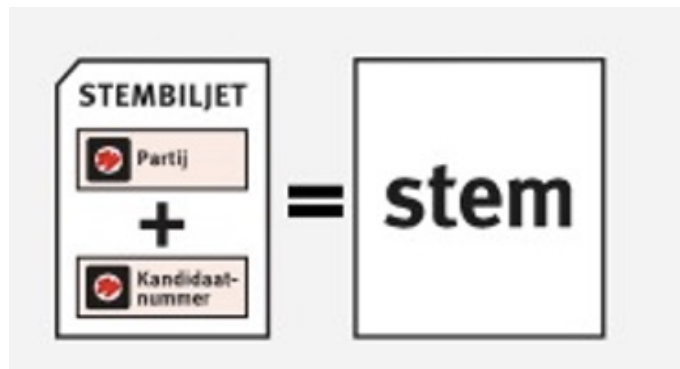 STEMBILJET
Partij
+
Kandidaat-
nummer
=
stem